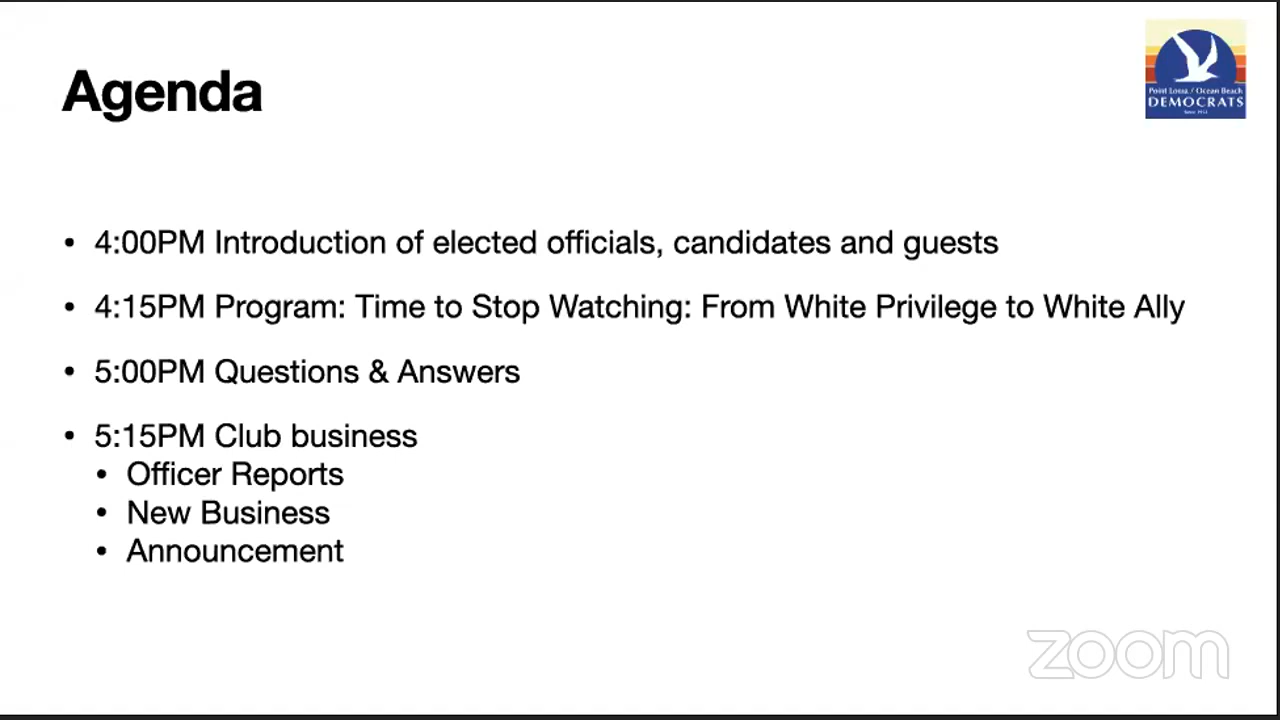 Agenda
Point Loma / Ocean Beach
DEMOCRATS
• 4:00PM Introduction of elected officials, candidates and guests
• 4:15PM Program: Time to Stop Watching: From White Privilege to White Ally
• 5:00PM Questions & Answers
• 5:15PM Club business
• Officer Reports
• New Business
• Announcement
zoom